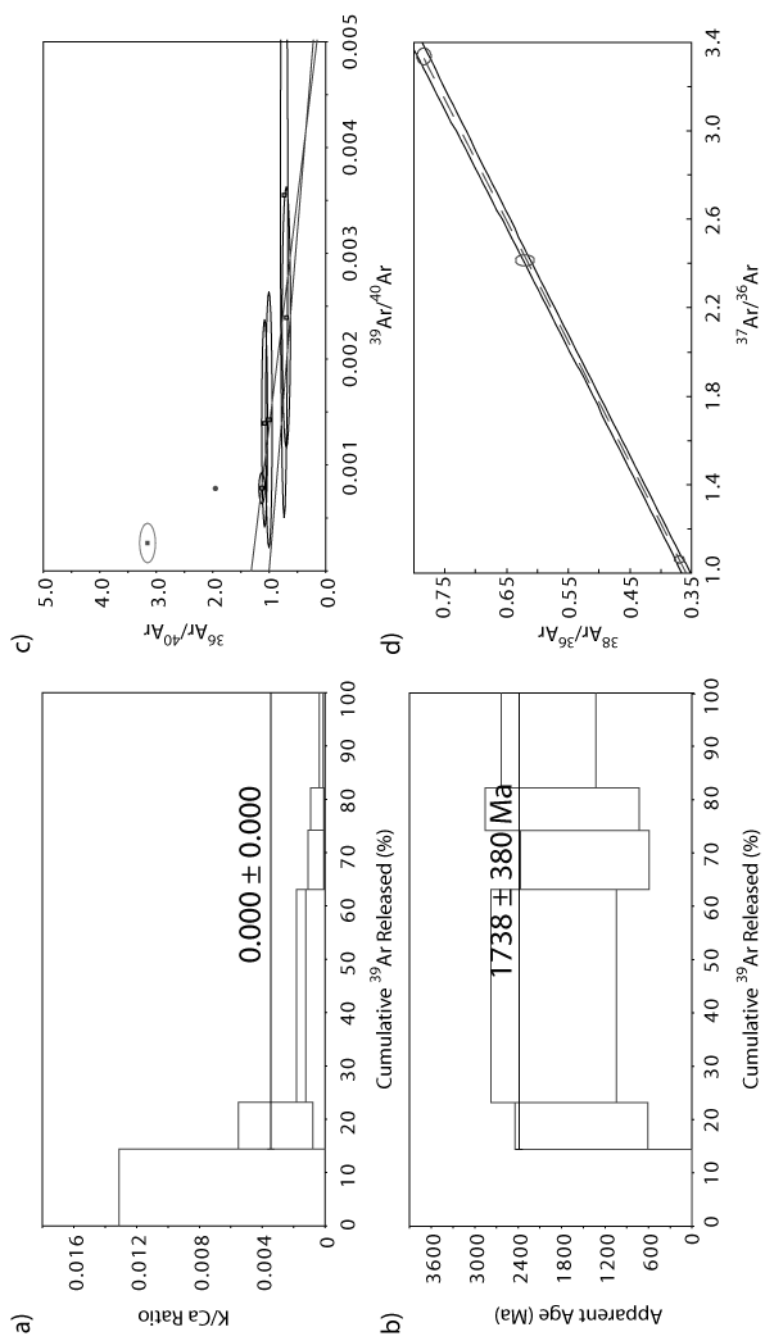 a)
K/Ca Ratio
0.016
0.012
0.008
0.004
0
0.000 ± 0.000
0 10 20 30 40 50 60 70 80 90 100
Cumulative ³⁹Ar Released (%)
b)
Apparent Age (Ma)
3600
3000
2400
1800
1200
600
0
1738 ± 380 Ma
0 10 20 30 40 50 60 70 80 90 100
Cumulative ³⁹Ar Released (%)
c)
³⁶Ar/⁴⁰Ar
5.0
4.0
3.0
2.0
1.0
0.0
0.001 0.002 0.003 0.004 0.005
³⁹Ar/⁴⁰Ar
d)
³⁸Ar/³⁶Ar
0.75
0.65
0.55
0.45
0.35
1.0 1.4 1.8 2.2 2.6 3.0 3.4
³⁷Ar/³⁶Ar